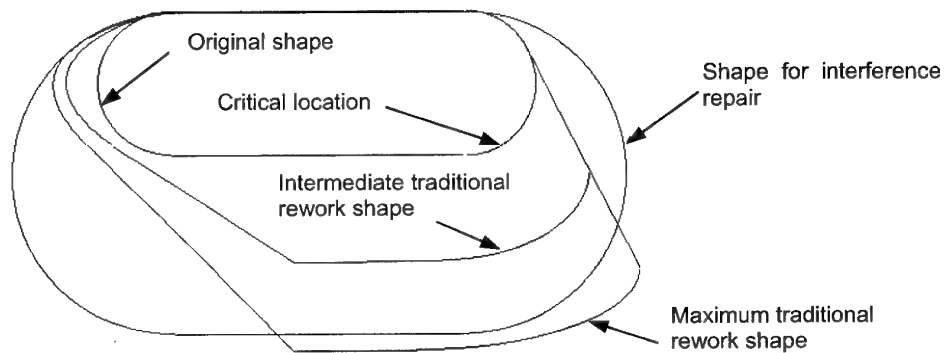 Original shape
Shape for interference
repair
Critical location
Intermediate traditional
rework shape
Maximum traditional
rework shape